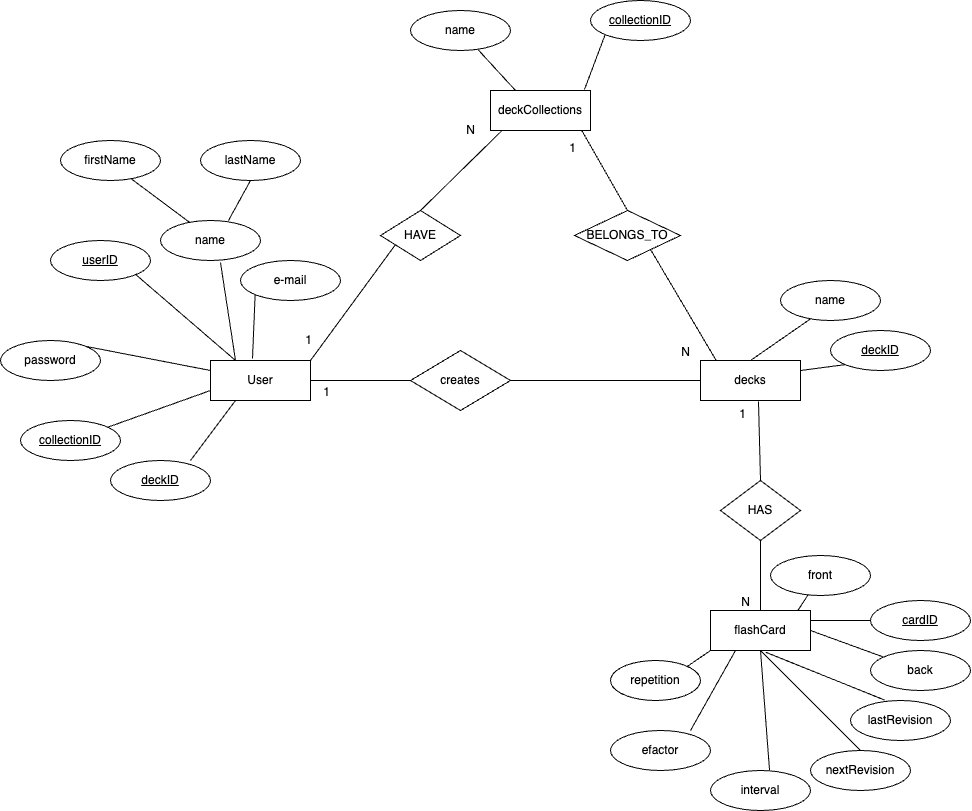 name
collectionID
deckCollections
N
1
firstName
lastName
name
HAVE
BELONGS_TO
userID
e-mail
name
1
N
deckID
password
User
creates
decks
1
1
collectionID
deckID
HAS
front
N
cardID
flashCard
back
repetition
lastRevision
efactor
nextRevision
interval